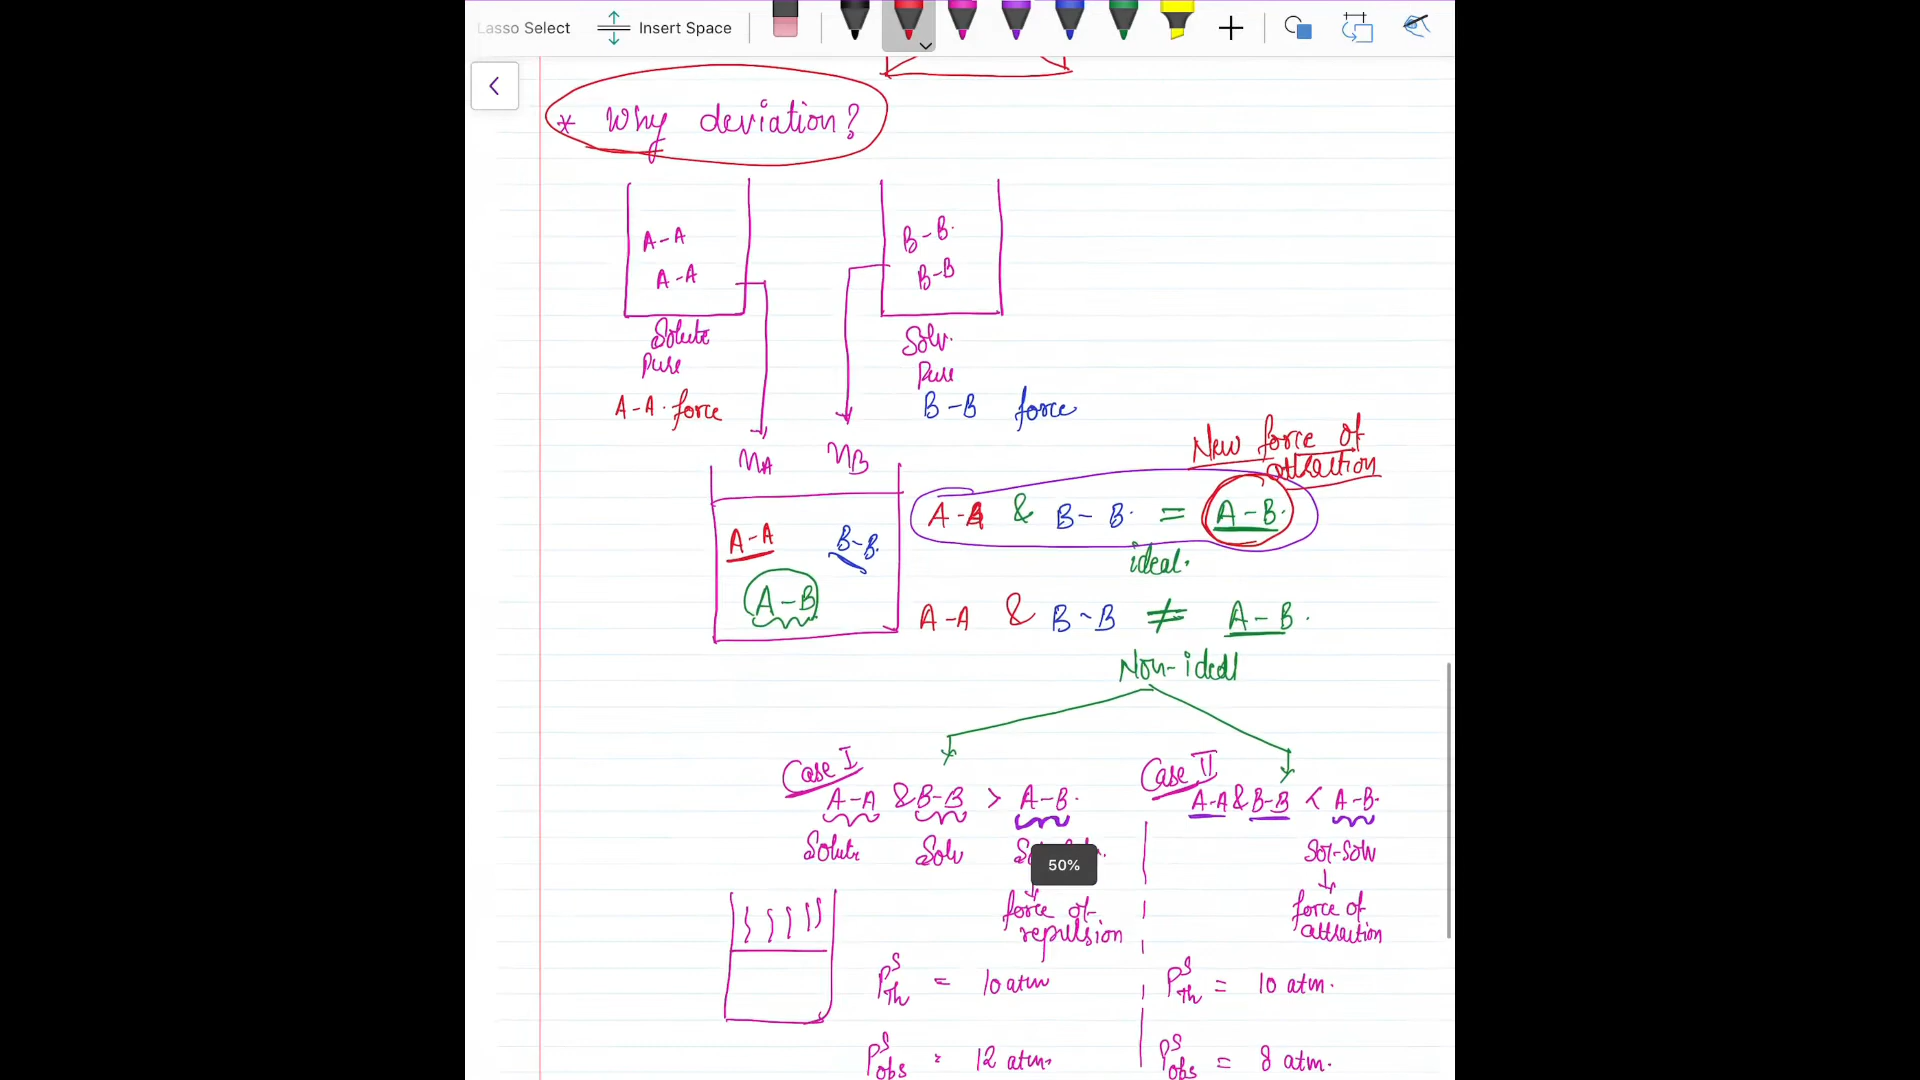 Lasso Select
Insert Space
* Why deviation?
A-A
A-A
B-B.
B-B
Solute
Pure
Solv.
Pure
A-A. force
B-B force
nA
nB
New force of
attraction
A-A & B-B. = A-B.
ideal.
A-A
B-B.
A-B
A-A & B-B ≠ A-B.
Non-ideal
Case I
A-A & B-B > A-B.
Solute
Solv
50%
force of
repulsion
P^S_Th = 10 atm
P^S_obs = 12 atm.
Case II
A-A & B-B < A-B.
Sol-Solv
force of
attraction
P^S_Th = 10 atm.
P^S_obs = 8 atm.